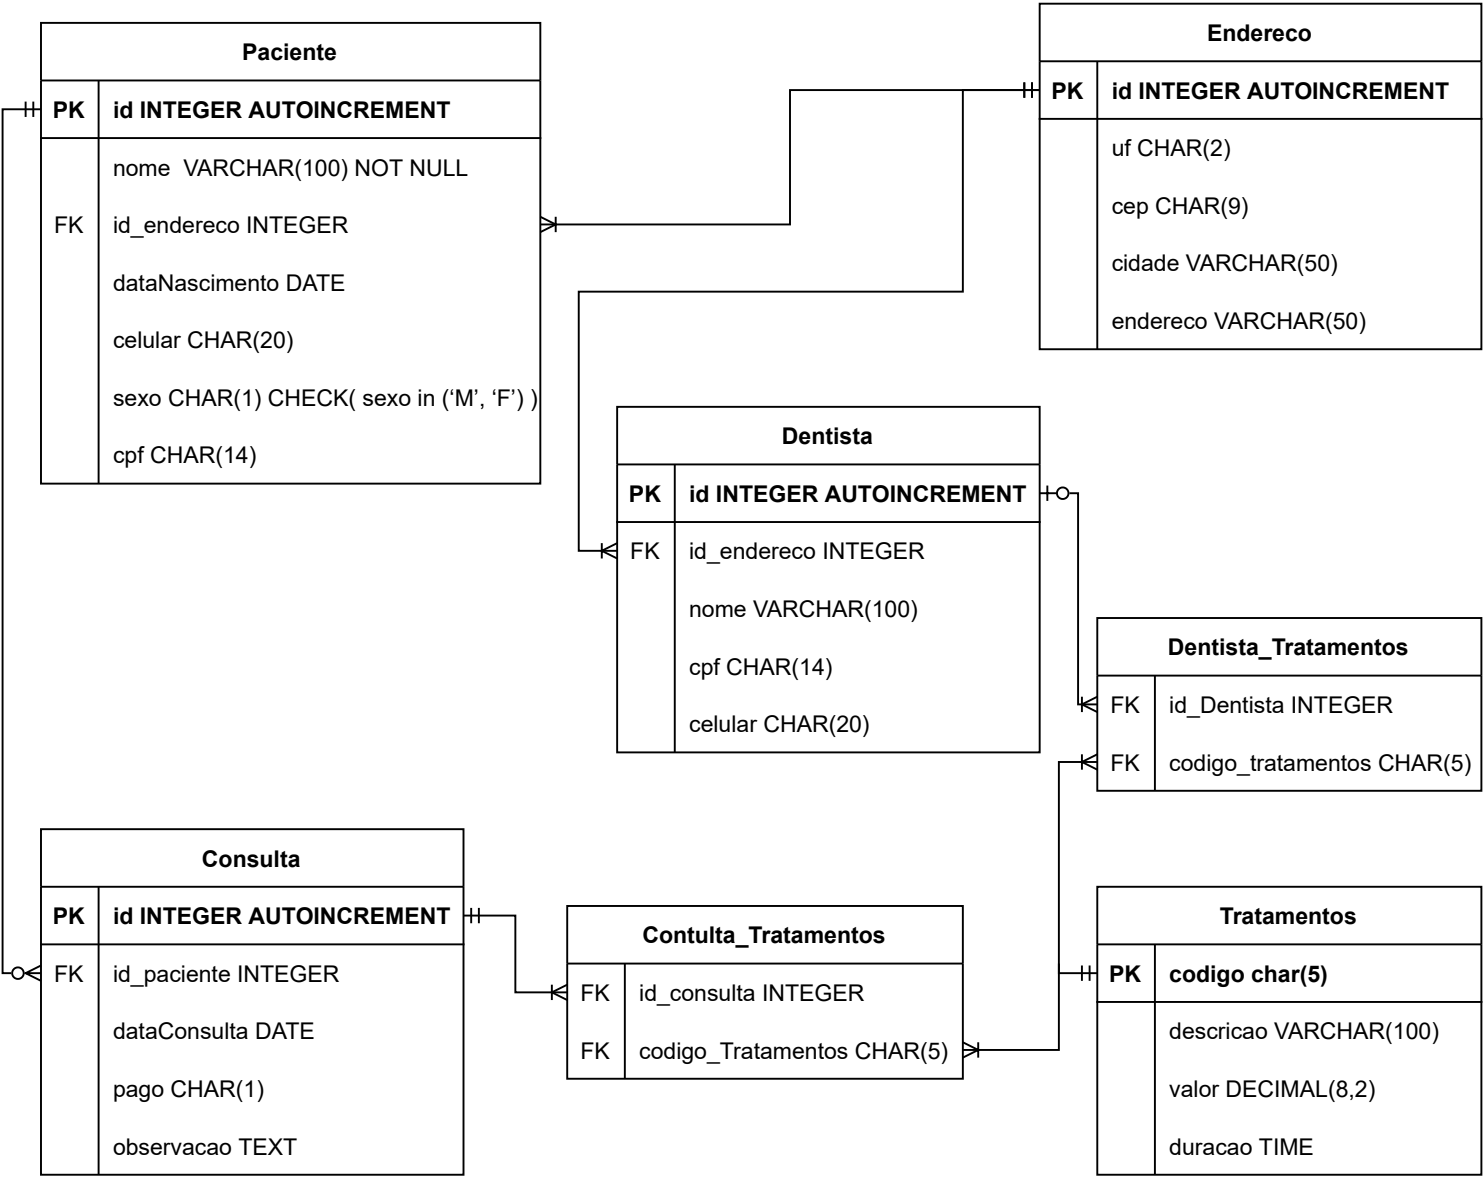 Paciente
PK id INTEGER AUTOINCREMENT
nome VARCHAR(100) NOT NULL
FK id_endereco INTEGER
dataNascimento DATE
celular CHAR(20)
sexo CHAR(1) CHECK( sexo in (‘M’, ‘F’) )
cpf CHAR(14)
Endereco
PK id INTEGER AUTOINCREMENT
uf CHAR(2)
cep CHAR(9)
cidade VARCHAR(50)
endereco VARCHAR(50)
Dentista
PK id INTEGER AUTOINCREMENT
FK id_endereco INTEGER
nome VARCHAR(100)
cpf CHAR(14)
celular CHAR(20)
Dentista_Tratamentos
FK id_Dentista INTEGER
FK codigo_tratamentos CHAR(5)
Consulta
PK id INTEGER AUTOINCREMENT
FK id_paciente INTEGER
dataConsulta DATE
pago CHAR(1)
observacao TEXT
Contulta_Tratamentos
FK id_consulta INTEGER
FK codigo_Tratamentos CHAR(5)
Tratamentos
PK codigo char(5)
descricao VARCHAR(100)
valor DECIMAL(8,2)
duracao TIME